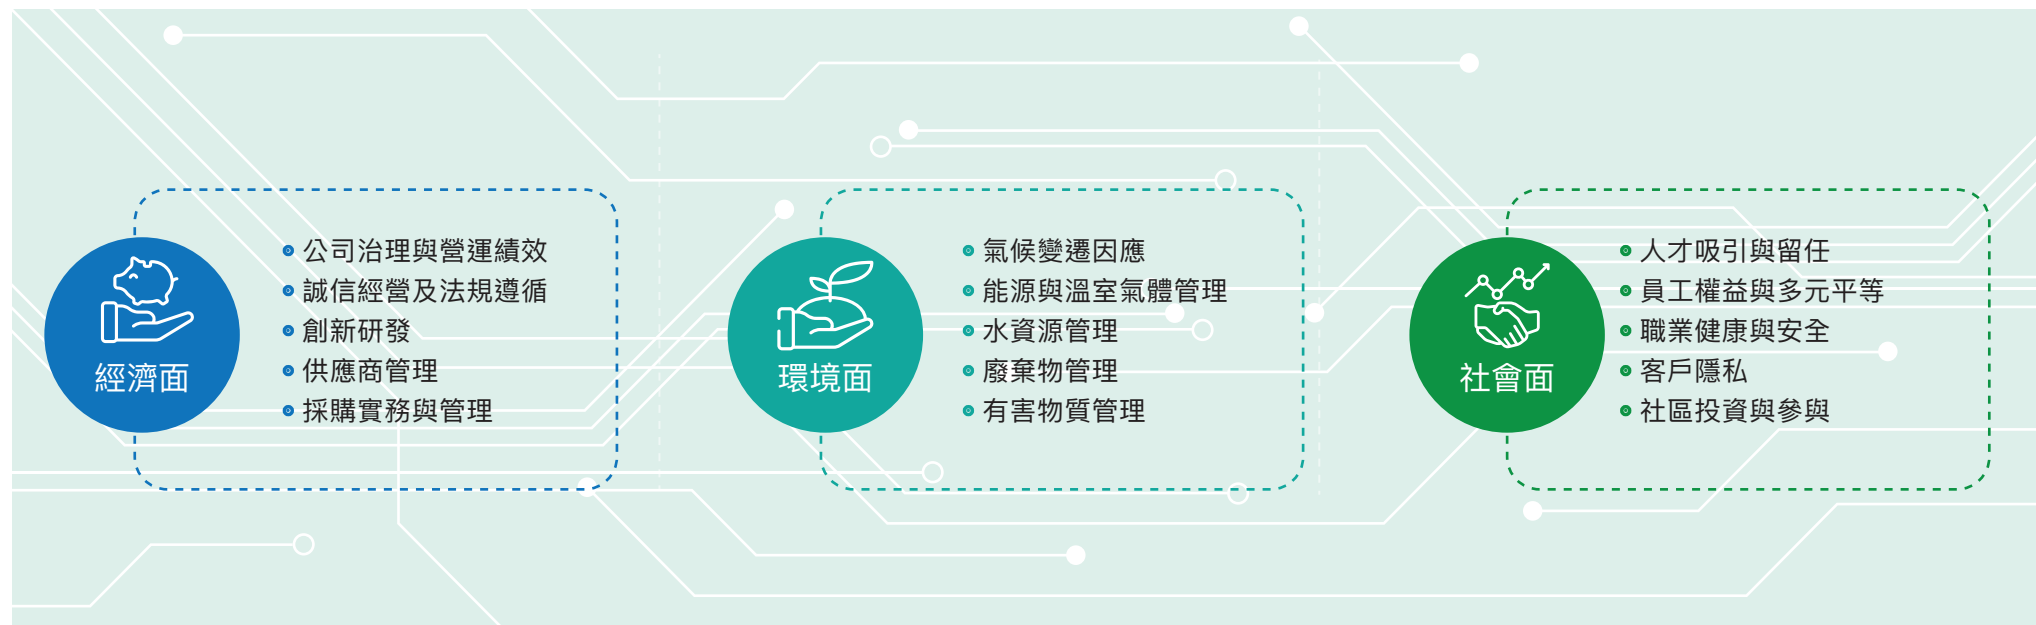 經濟面
公司治理與營運績效
誠信經營及法規遵循
創新研發
供應商管理
採購實務與管理
環境面
氣候變遷因應
能源與溫室氣體管理
水資源管理
廢棄物管理
有害物質管理
社會面
人才吸引與留任
員工權益與多元平等
職業健康與安全
客戶隱私
社區投資與參與